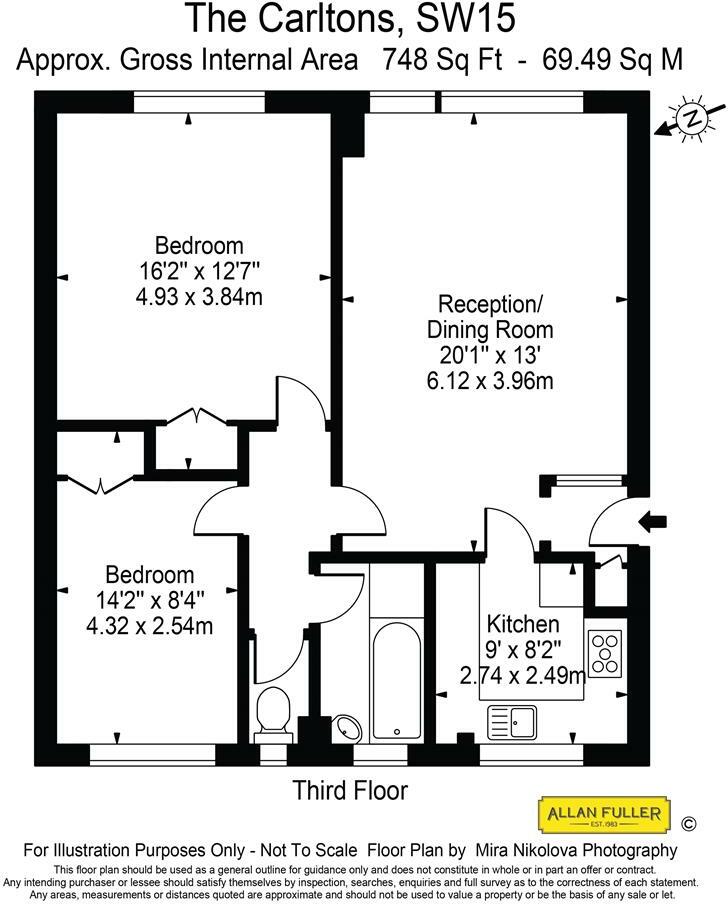 The Carltons, SW15
Approx. Gross Internal Area 748 Sq Ft - 69.49 Sq M
N
Bedroom
16'2" x 12'7"
4.93 x 3.84m
Reception/
Dining Room
20'1" x 13'
6.12 x 3.96m
Bedroom
14'2" x 8'4"
4.32 x 2.54m
Kitchen
9' x 8'2"
2.74 x 2.49m
Third Floor
ALLAN FULLER
EST. 1983
©
For Illustration Purposes Only - Not To Scale Floor Plan by Mira Nikolova Photography
This floor plan should be used as a general outline for guidance only and does not constitute in whole or in part an offer or contract.
Any intending purchaser or lessee should satisfy themselves by inspection, searches, enquiries and full survey as to the correctness of each statement.
Any areas, measurements or distances quoted are approximate and should not be used to value a property or be the basis of any sale or let.